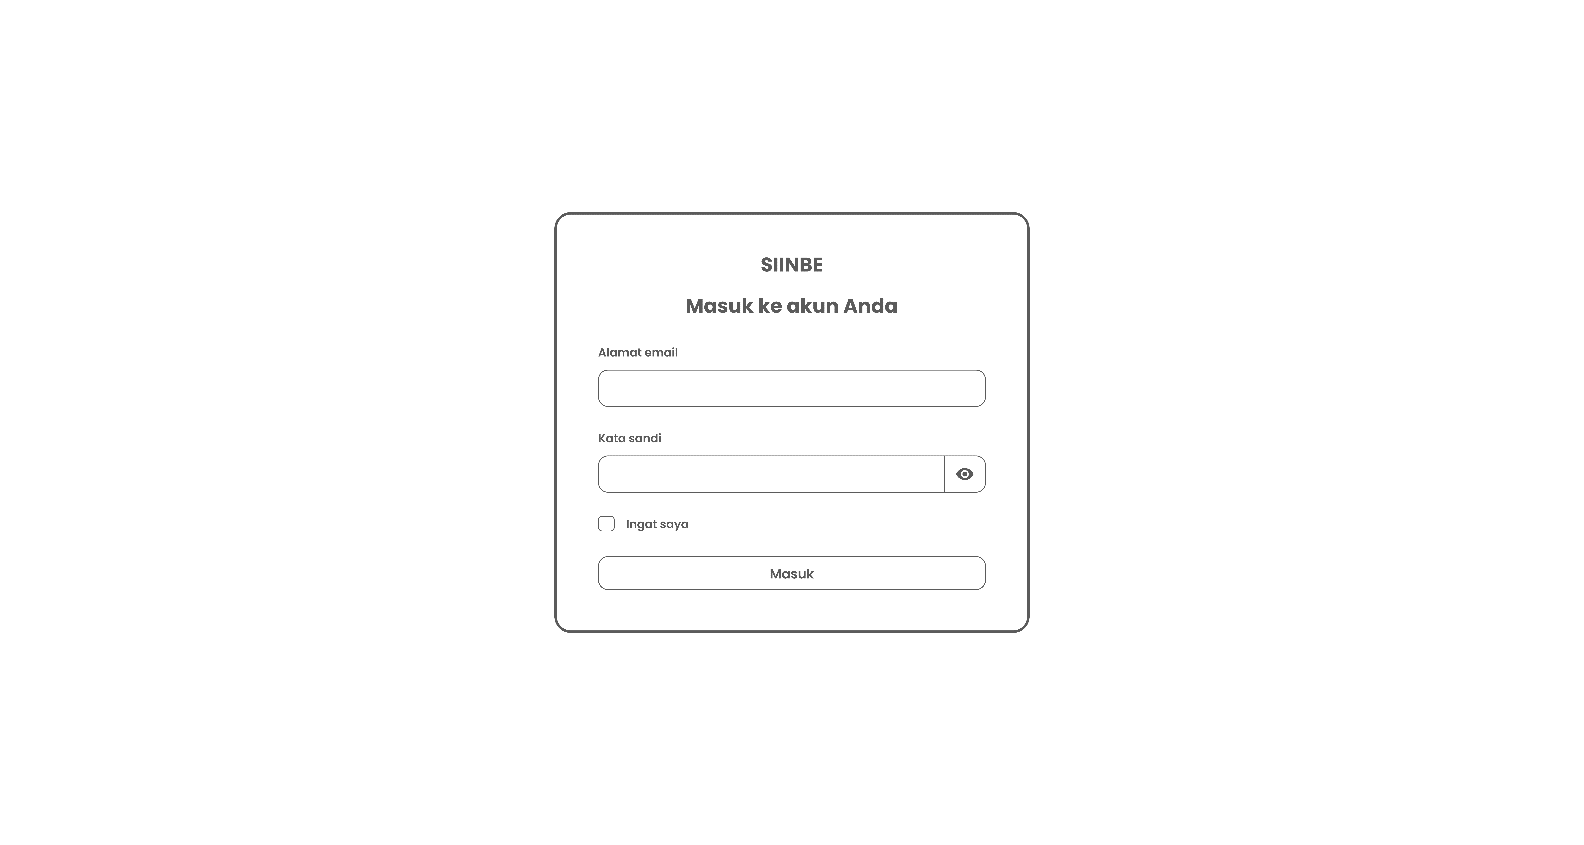 SIINBE
Masuk ke akun Anda
Alamat email
Kata sandi
Ingat saya
Masuk